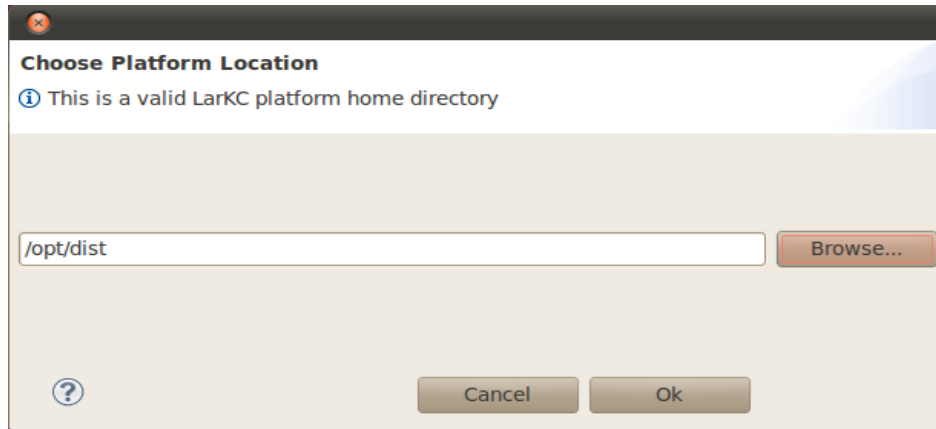 Choose Platform Location
This is a valid LarKC platform home directory
/opt/dist
Browse...
Cancel
Ok